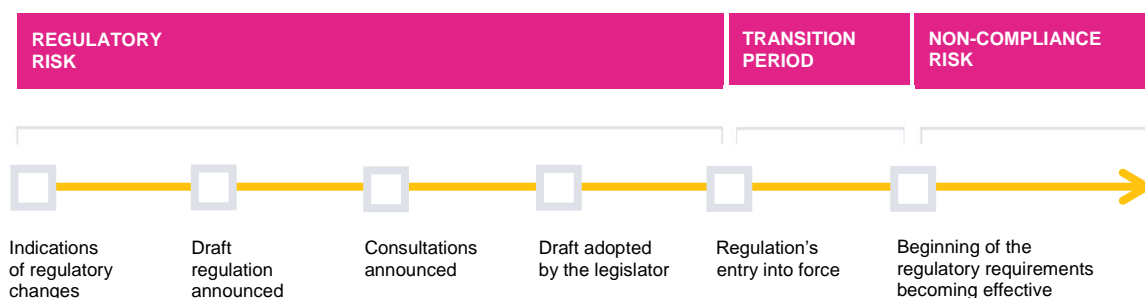 REGULATORY
RISK
TRANSITION
PERIOD
NON-COMPLIANCE
RISK
Indications
of regulatory
changes
Draft
regulation
announced
Consultations
announced
Draft adopted
by the legislator
Regulation's
entry into force
Beginning of the
regulatory requirements
becoming effective